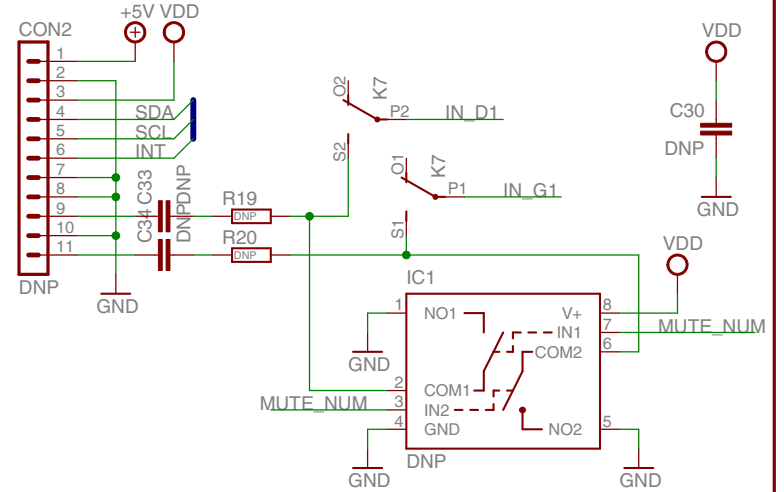 +5V VDD
CON2
1
2
3
4 SDA
5 SCL
6 INT
7
8
9
10
11
DNP
GND
C33 DNP
C34 DNP
R19
DNP
R20
DNP
O2
K7
P2
IN_D1
S2
O1
K7
P1
IN_G1
S1
VDD
C30
DNP
GND
VDD
IC1
1 NO1
V+ 8
IN1 7 MUTE_NUM
COM2 6
GND
2 COM1
MUTE_NUM 3 IN2
4 GND
NO2 5
DNP
GND
GND